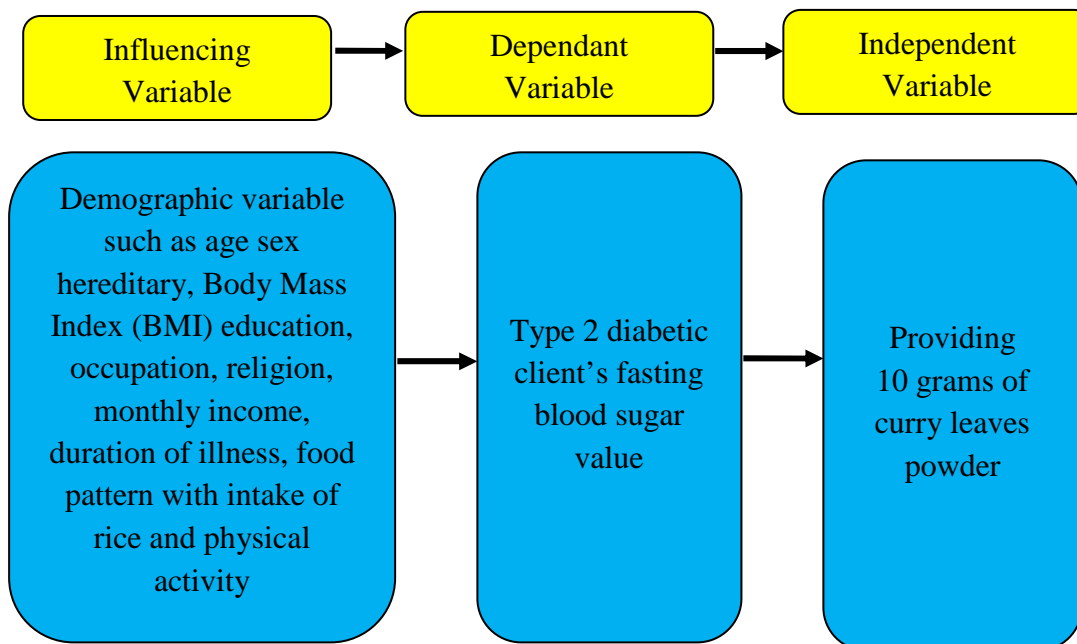 Influencing
Variable
Dependant
Variable
Independent
Variable
Demographic variable
such as age sex
hereditary, Body Mass
Index (BMI) education,
occupation, religion,
monthly income,
duration of illness, food
pattern with intake of
rice and physical
activity
Type 2 diabetic
client’s fasting
blood sugar
value
Providing
10 grams of
curry leaves
powder